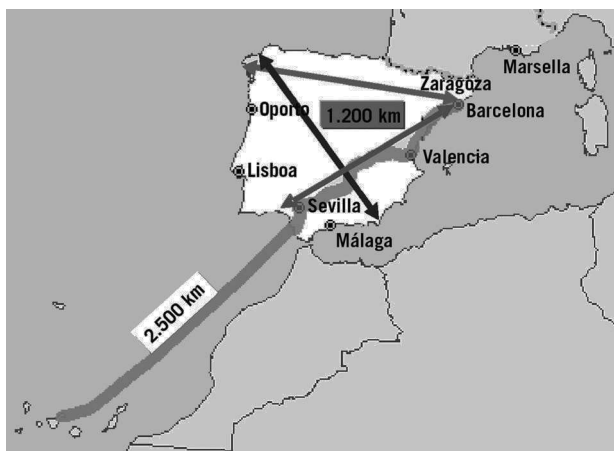 Marsella
Zaragoza
Oporto
1.200 km
Barcelona
Valencia
Lisboa
Sevilla
Málaga
2.500 km